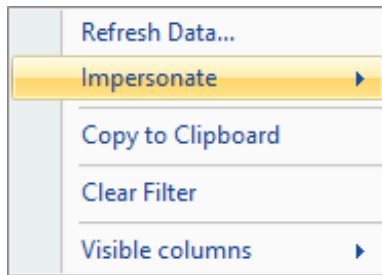 Refresh Data...
Impersonate
Copy to Clipboard
Clear Filter
Visible columns